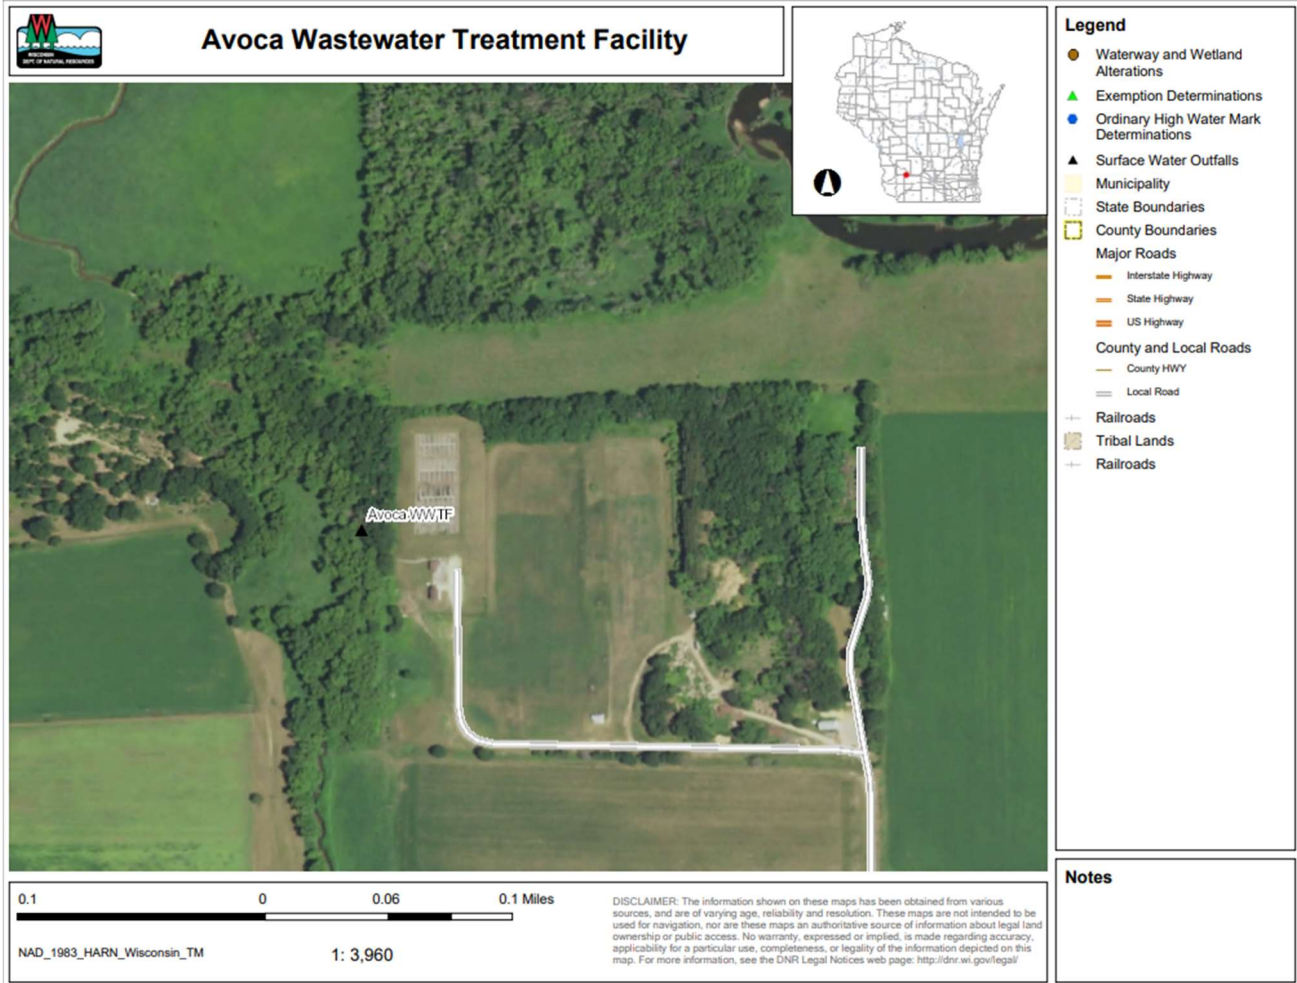 WISCONSIN
DEPT. OF NATURAL RESOURCES
Avoca Wastewater Treatment Facility
Avoca WWTF
Legend
Waterway and Wetland
Alterations
Exemption Determinations
Ordinary High Water Mark
Determinations
Surface Water Outfalls
Municipality
State Boundaries
County Boundaries
Major Roads
Interstate Highway
State Highway
US Highway
County and Local Roads
County HWY
Local Road
Railroads
Tribal Lands
Railroads
Notes
0.1 0 0.06 0.1 Miles
NAD_1983_HARN_Wisconsin_TM
1: 3,960
DISCLAIMER: The information shown on these maps has been obtained from various
sources, and are of varying age, reliability and resolution. These maps are not intended to be
used for navigation, nor are these maps an authoritative source of information about legal land
ownership or public access. No warranty, expressed or implied, is made regarding accuracy,
applicability for a particular use, completeness, or legality of the information depicted on this
map. For more information, see the DNR Legal Notices web page: http://dnr.wi.gov/legal/